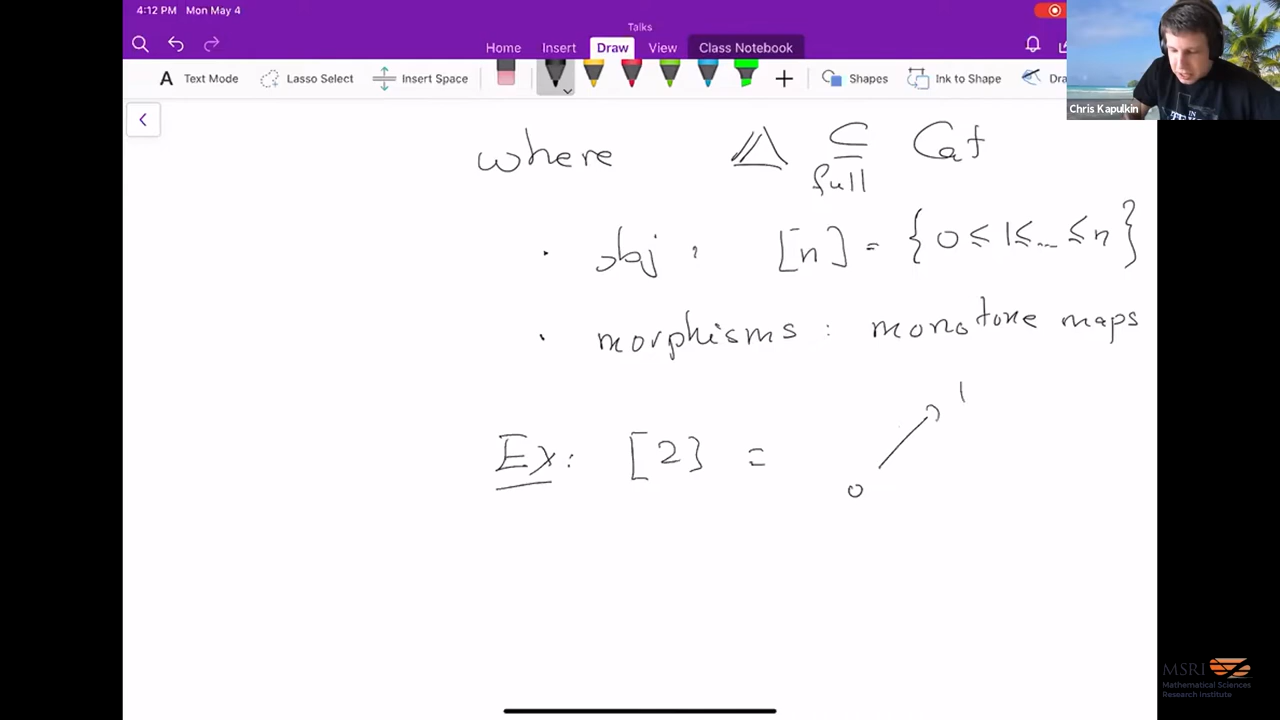 4:12 PM Mon May 4
Talks
Home Insert Draw View Class Notebook
Text Mode Lasso Select Insert Space Shapes Ink to Shape Dra
Chris Kapulkin
where Δ ⊆ Cat
full
· obj : [n] = {0 ≤ 1 ≤ ... ≤ n}
· morphisms : monotone maps
1
Ex: [2} =
0
MSRI
Mathematical Sciences
Research Institute